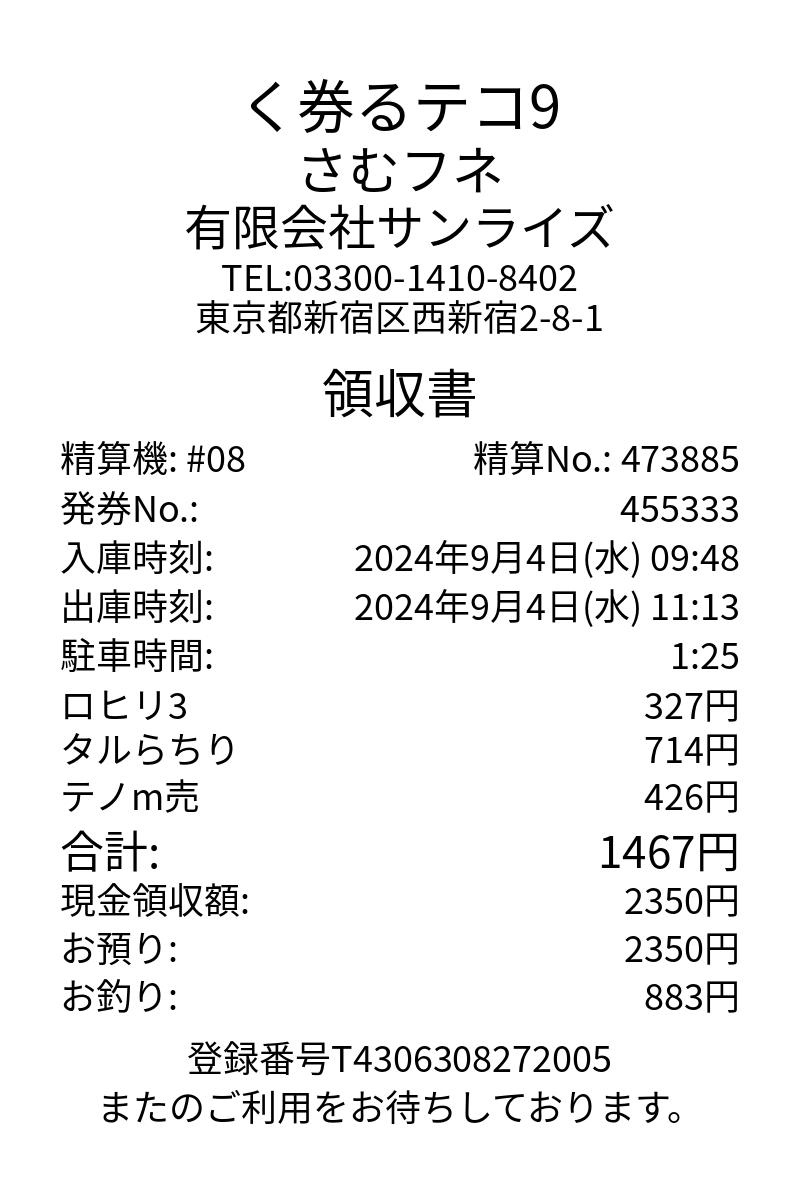 く券るテコ9
さむフネ
有限会社サンライズ
TEL:03300-1410-8402
東京都新宿区西新宿2-8-1
領収書
精算機: #08 精算No.: 473885
発券No.: 455333
入庫時刻: 2024年9月4日(水) 09:48
出庫時刻: 2024年9月4日(水) 11:13
駐車時間: 1:25
ロヒリ3 327円
タルらちり 714円
テノm売 426円
合計: 1467円
現金領収額: 2350円
お預り: 2350円
お釣り: 883円
登録番号T4306308272005
またのご利用をお待ちしております。